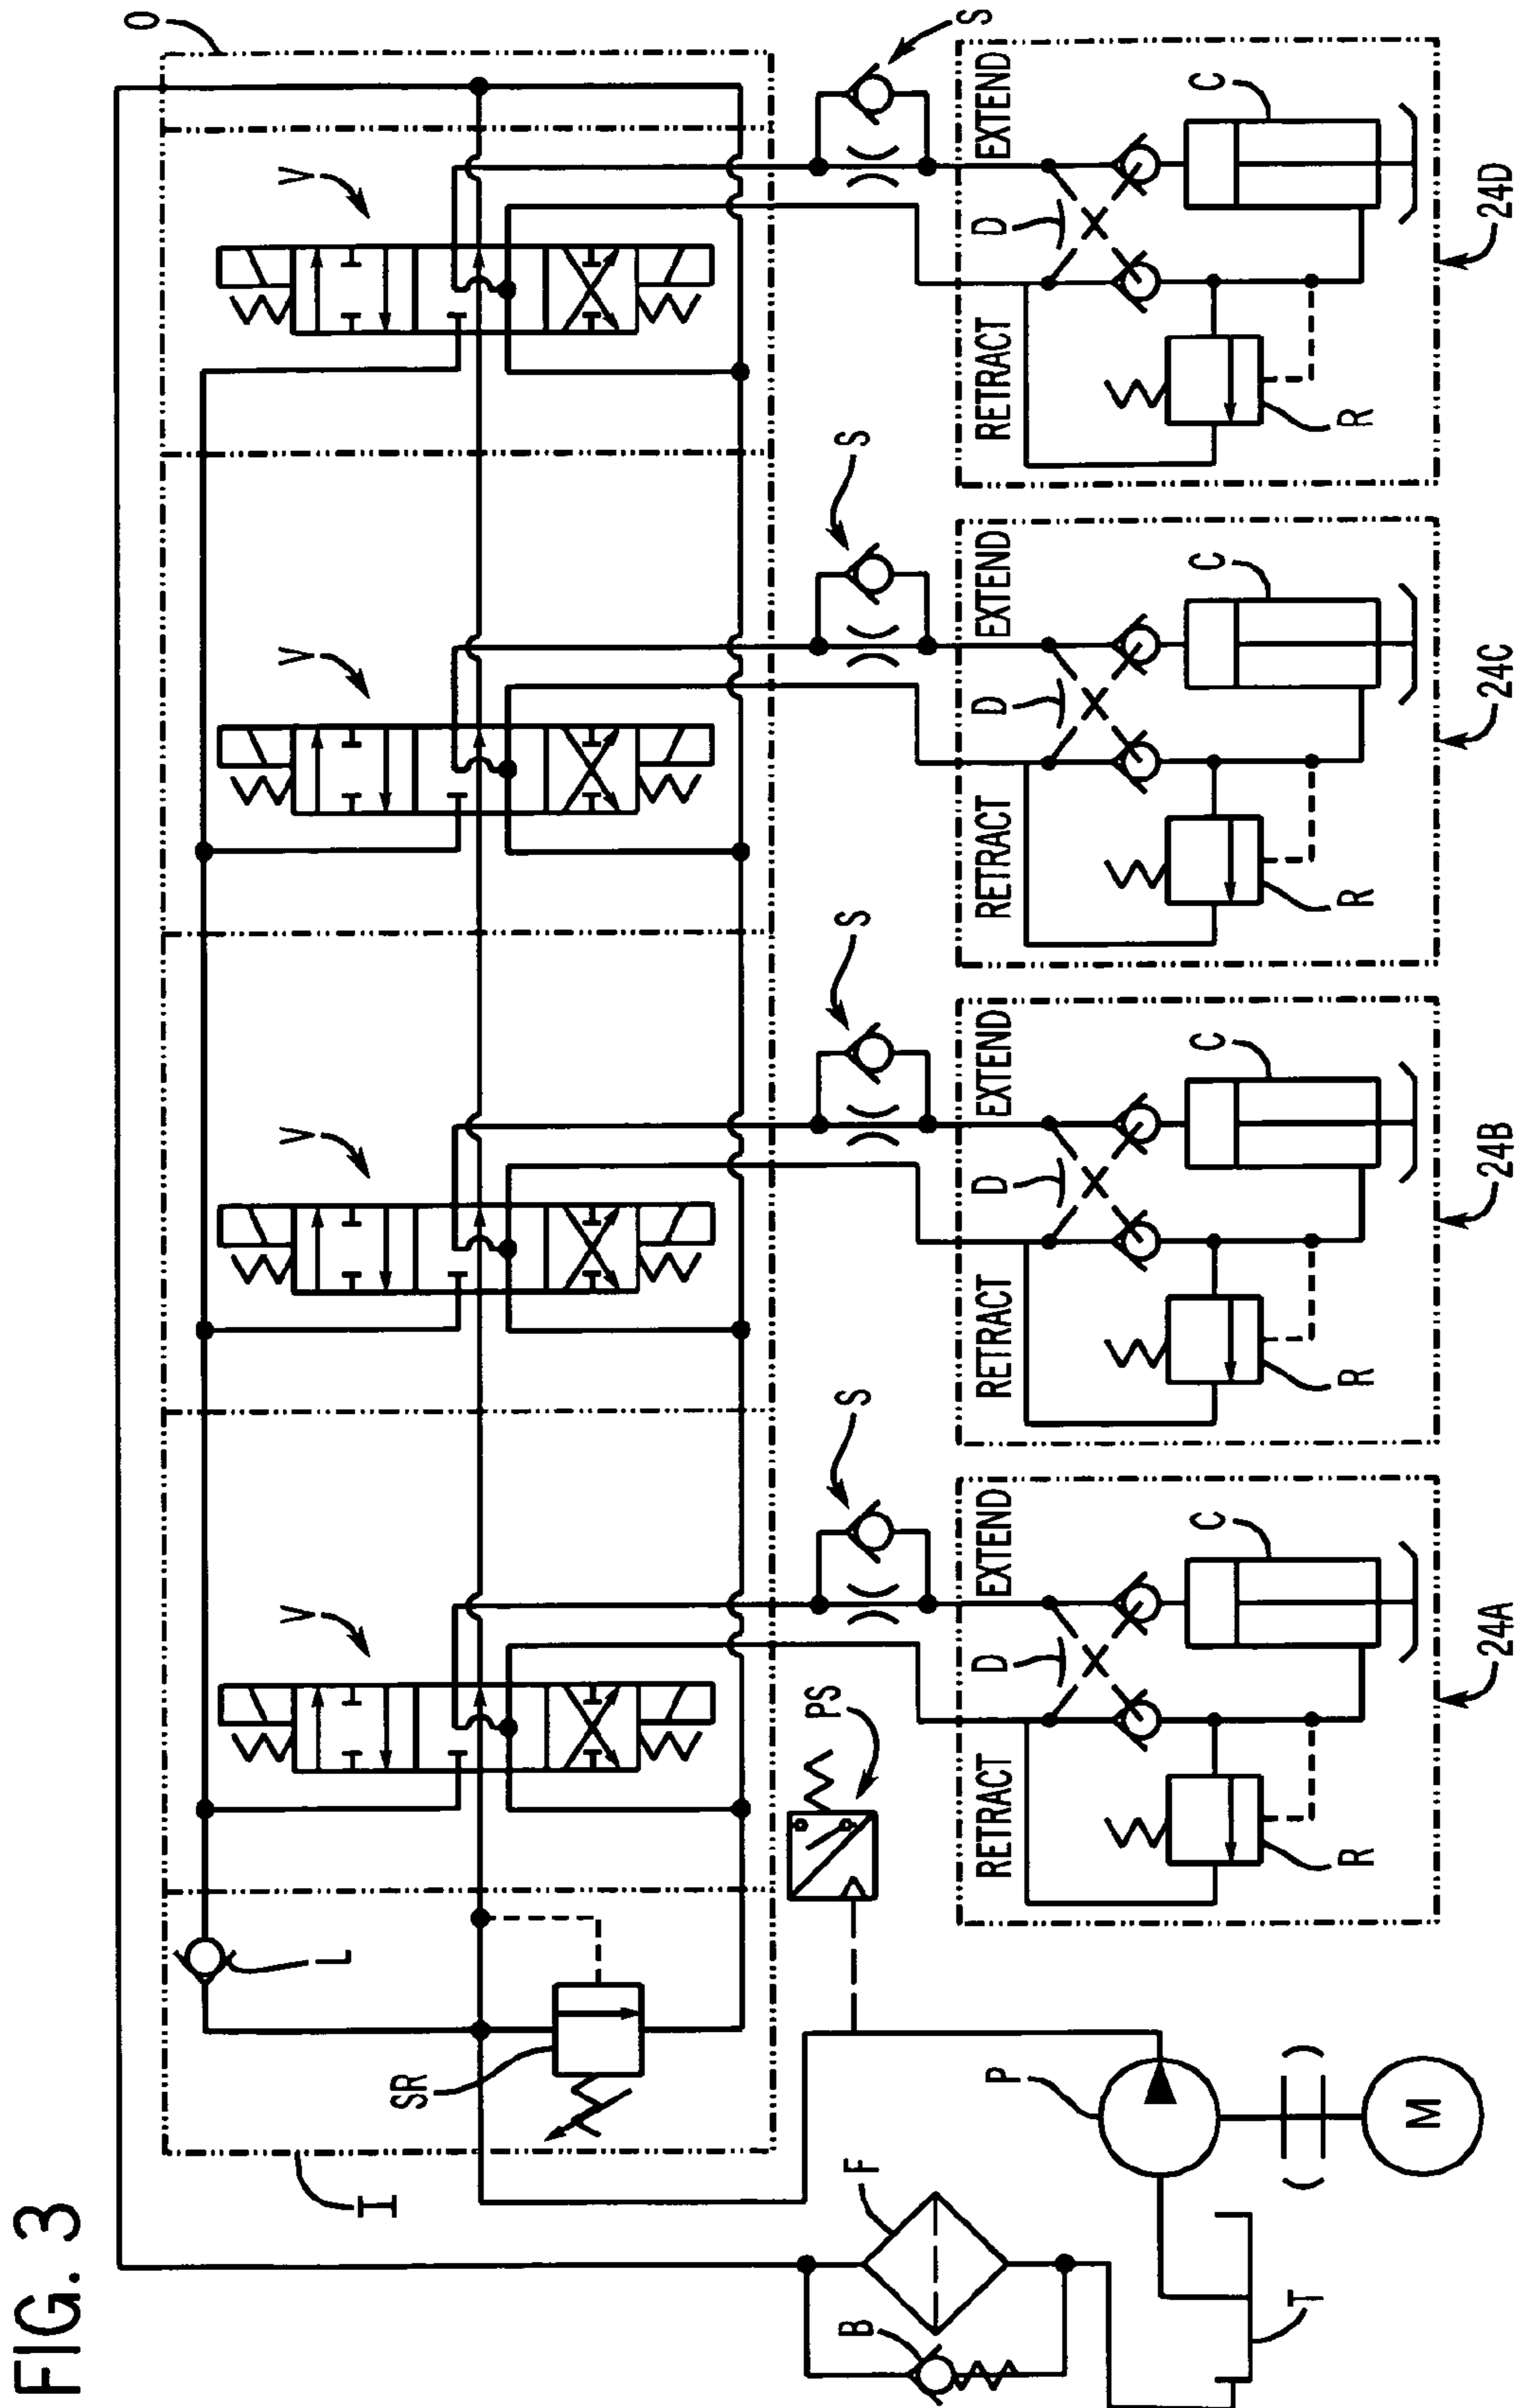 FIG. 3
O
I
SR
L
V
V
V
V
B
F
T
P
M
PS
S
S
S
S
RETRACT
EXTEND
D
R
C
24A
RETRACT
EXTEND
D
R
C
24B
RETRACT
EXTEND
D
R
C
24C
RETRACT
EXTEND
D
R
C
24D